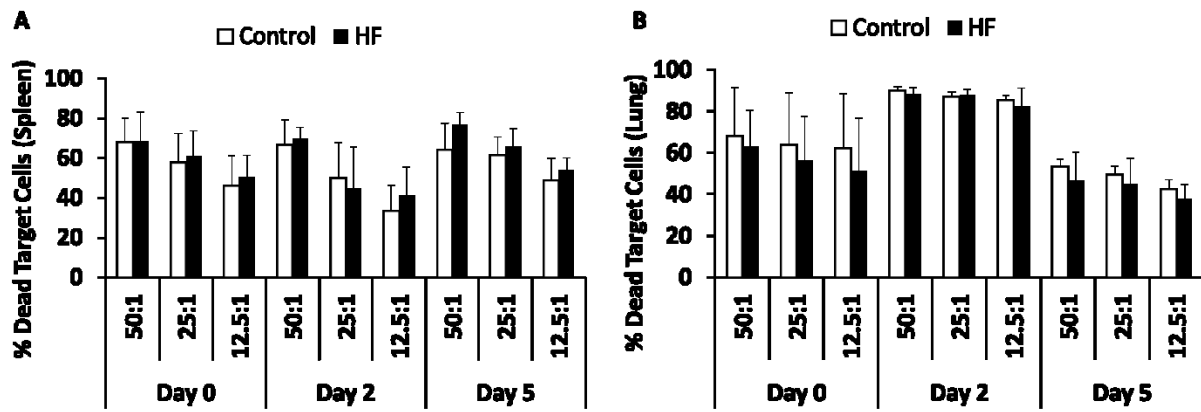 A
Control HF
% Dead Target Cells (Spleen)
100
80
60
40
20
0
50:1 25:1 12.5:1 50:1 25:1 12.5:1 50:1 25:1 12.5:1
Day 0 Day 2 Day 5
B
Control HF
% Dead Target Cells (Lung)
100
80
60
40
20
0
50:1 25:1 12.5:1 50:1 25:1 12.5:1 50:1 25:1 12.5:1
Day 0 Day 2 Day 5